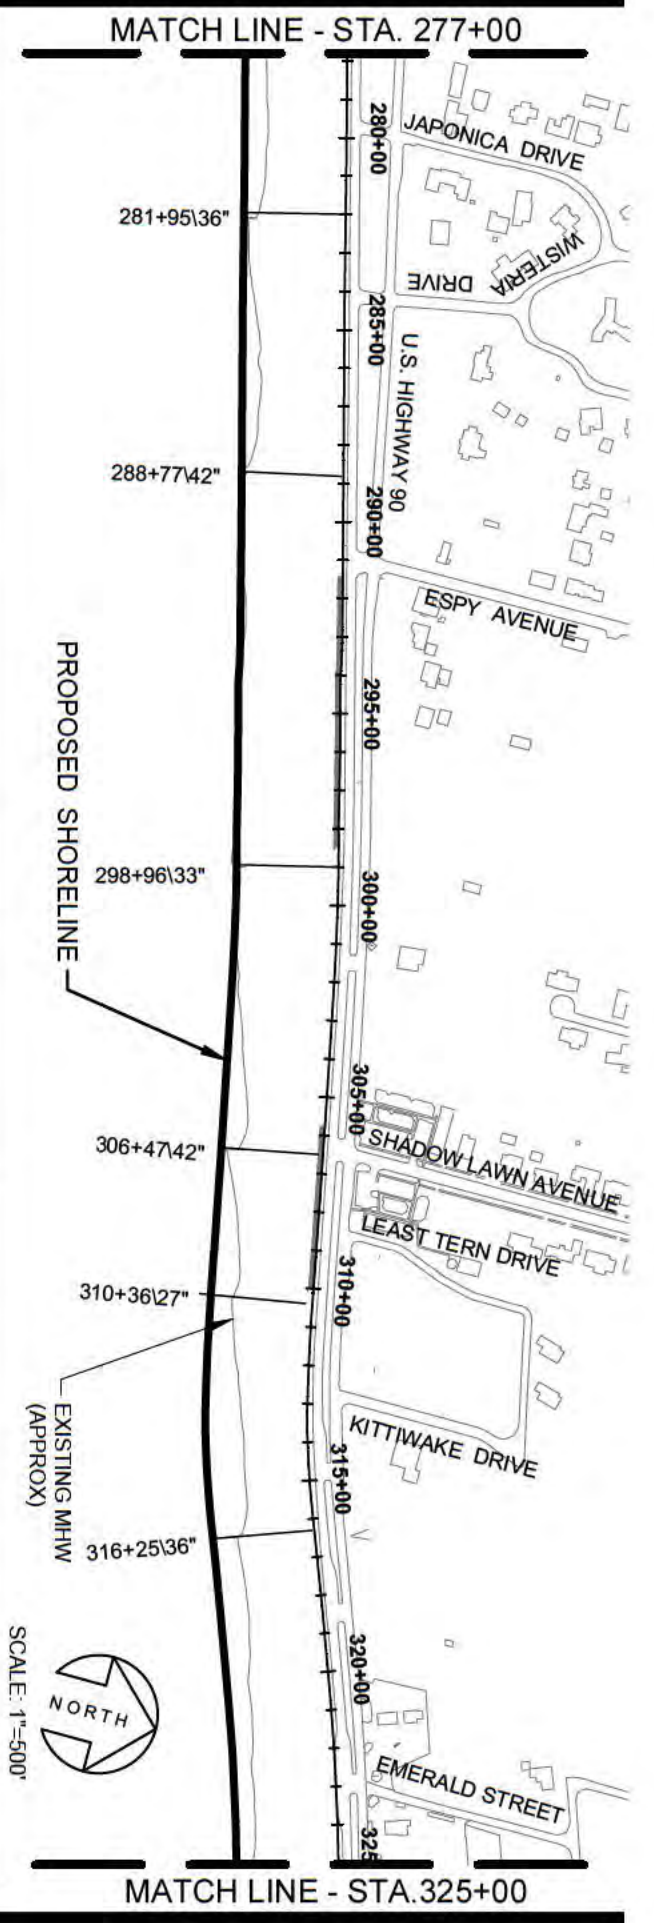 MATCH LINE - STA. 277+00
280+00
JAPONICA DRIVE
281+95\36"
WISTERIA
DRIVE
285+00
U.S. HIGHWAY 90
288+77\42"
290+00
ESPY AVENUE
295+00
PROPOSED SHORELINE
298+96\33"
300+00
305+00
306+47\42"
SHADOW LAWN AVENUE
LEAST TERN DRIVE
310+00
310+36\27"
EXISTING MHW
(APPROX)
KITTIWAKE DRIVE
315+00
316+25\36"
320+00
NORTH
SCALE: 1"=500'
EMERALD STREET
325
MATCH LINE - STA.325+00